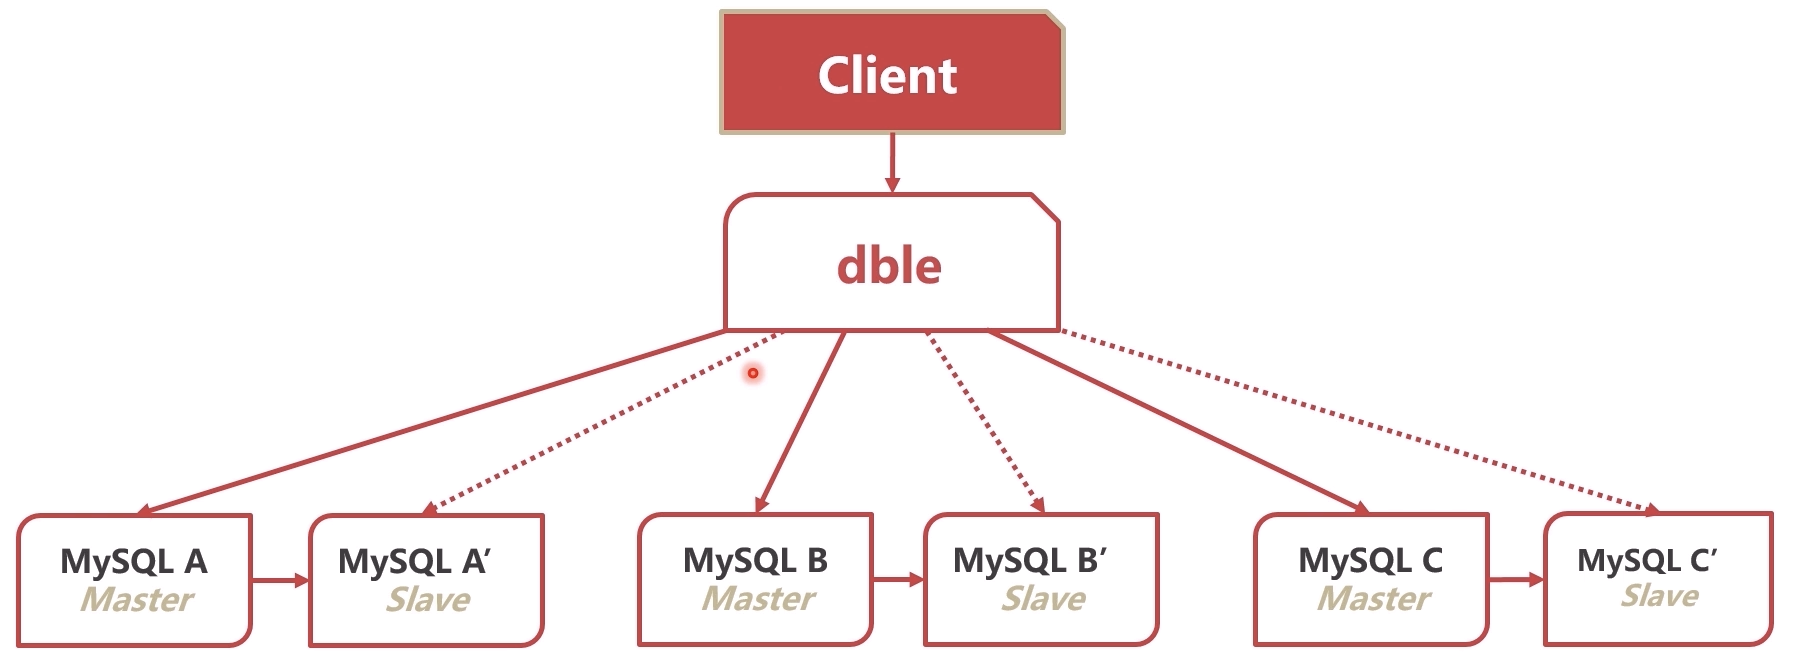 Client
dble
MySQL A
Master
MySQL A’
Slave
MySQL B
Master
MySQL B’
Slave
MySQL C
Master
MySQL C’
Slave